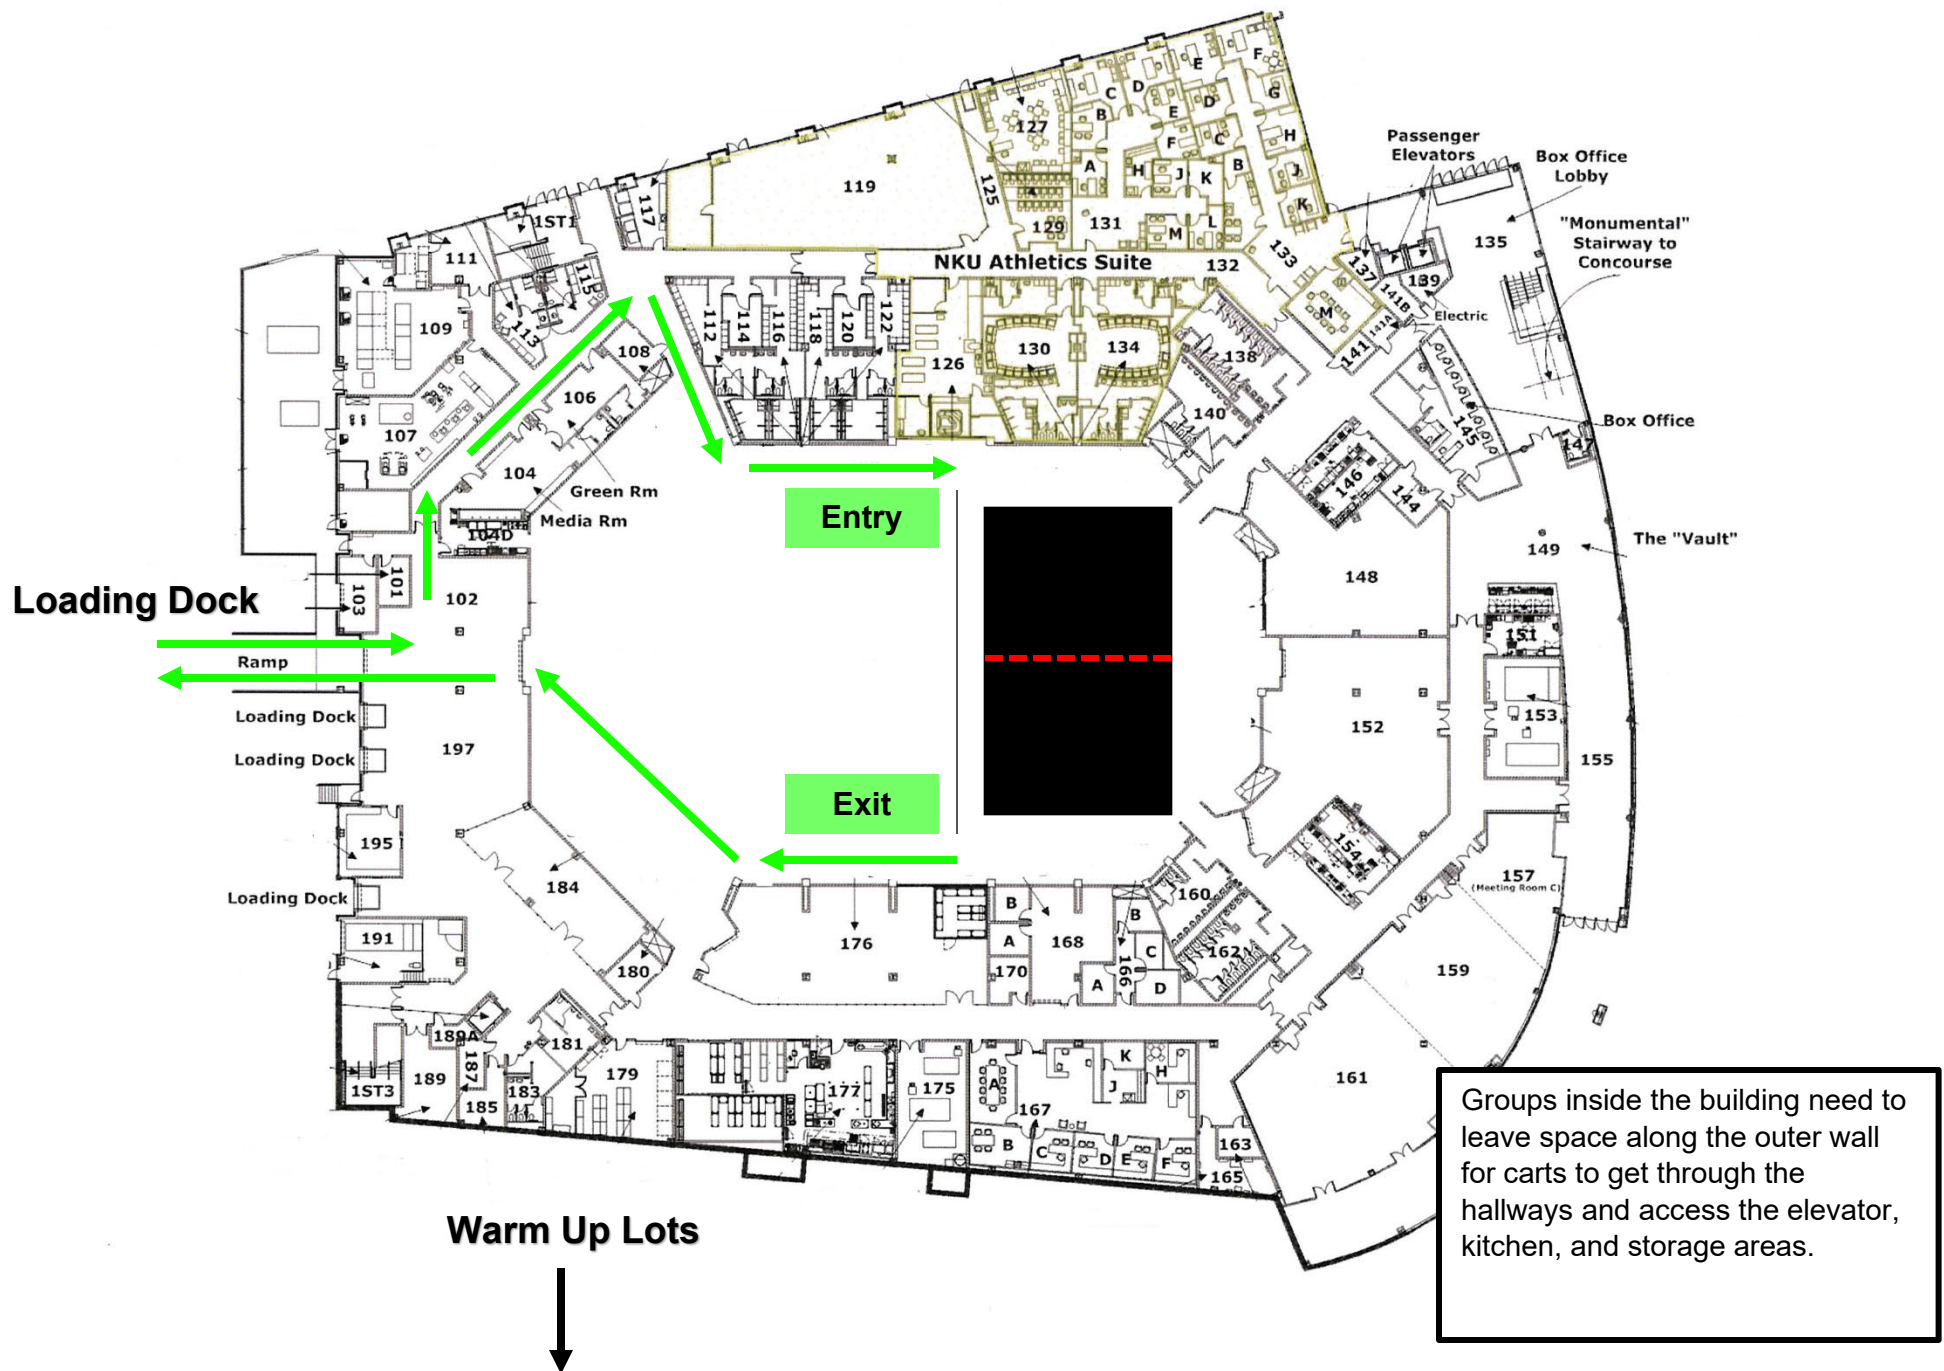 F
E
D
C
G
B
D
E
127
H
C
F
Passenger
Elevators
Box Office
Lobby
A
H
J
K
B
J
119
125
117
1ST1
K
129
131
M
L
"Monumental"
Stairway to
Concourse
135
111
115
NKU Athletics Suite
132
133
137
139
141B
Electric
109
113
112
114
116
118
120
122
M
141A
141
108
126
130
134
138
106
140
107
145
Box Office
147
104
Green Rm
146
144
Media Rm
Entry
104D
The "Vault"
149
148
101
103
102
Loading Dock
151
Ramp
Loading Dock
153
152
197
Loading Dock
155
Exit
195
154
184
157
(Meeting Room C)
Loading Dock
160
B
B
191
A
168
176
C
162
180
170
166
159
A
D
189A
181
187
K
H
161
189
1ST3
183
179
177
175
A
J
185
167
Groups inside the building need to
leave space along the outer wall
for carts to get through the
hallways and access the elevator,
kitchen, and storage areas.
B
C
D
E
F
163
165
Warm Up Lots